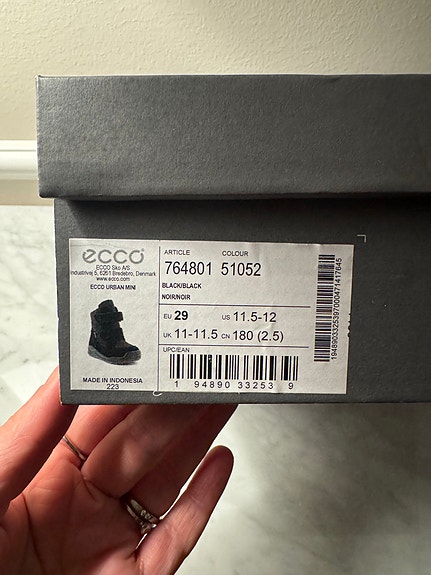 ecco
ECCO Sko A/S
Industrivej 5, 6261 Bredebro, Denmark
www.ecco.com
ECCO URBAN MINI
MADE IN INDONESIA
223
ARTICLE COLOUR
764801 51052
BLACK/BLACK
NOIR/NOIR
EU 29 US 11.5-12
UK 11-11.5 CN 180 (2.5)
UPC/EAN
1 94890 33253 9
194890332539700047141764​5